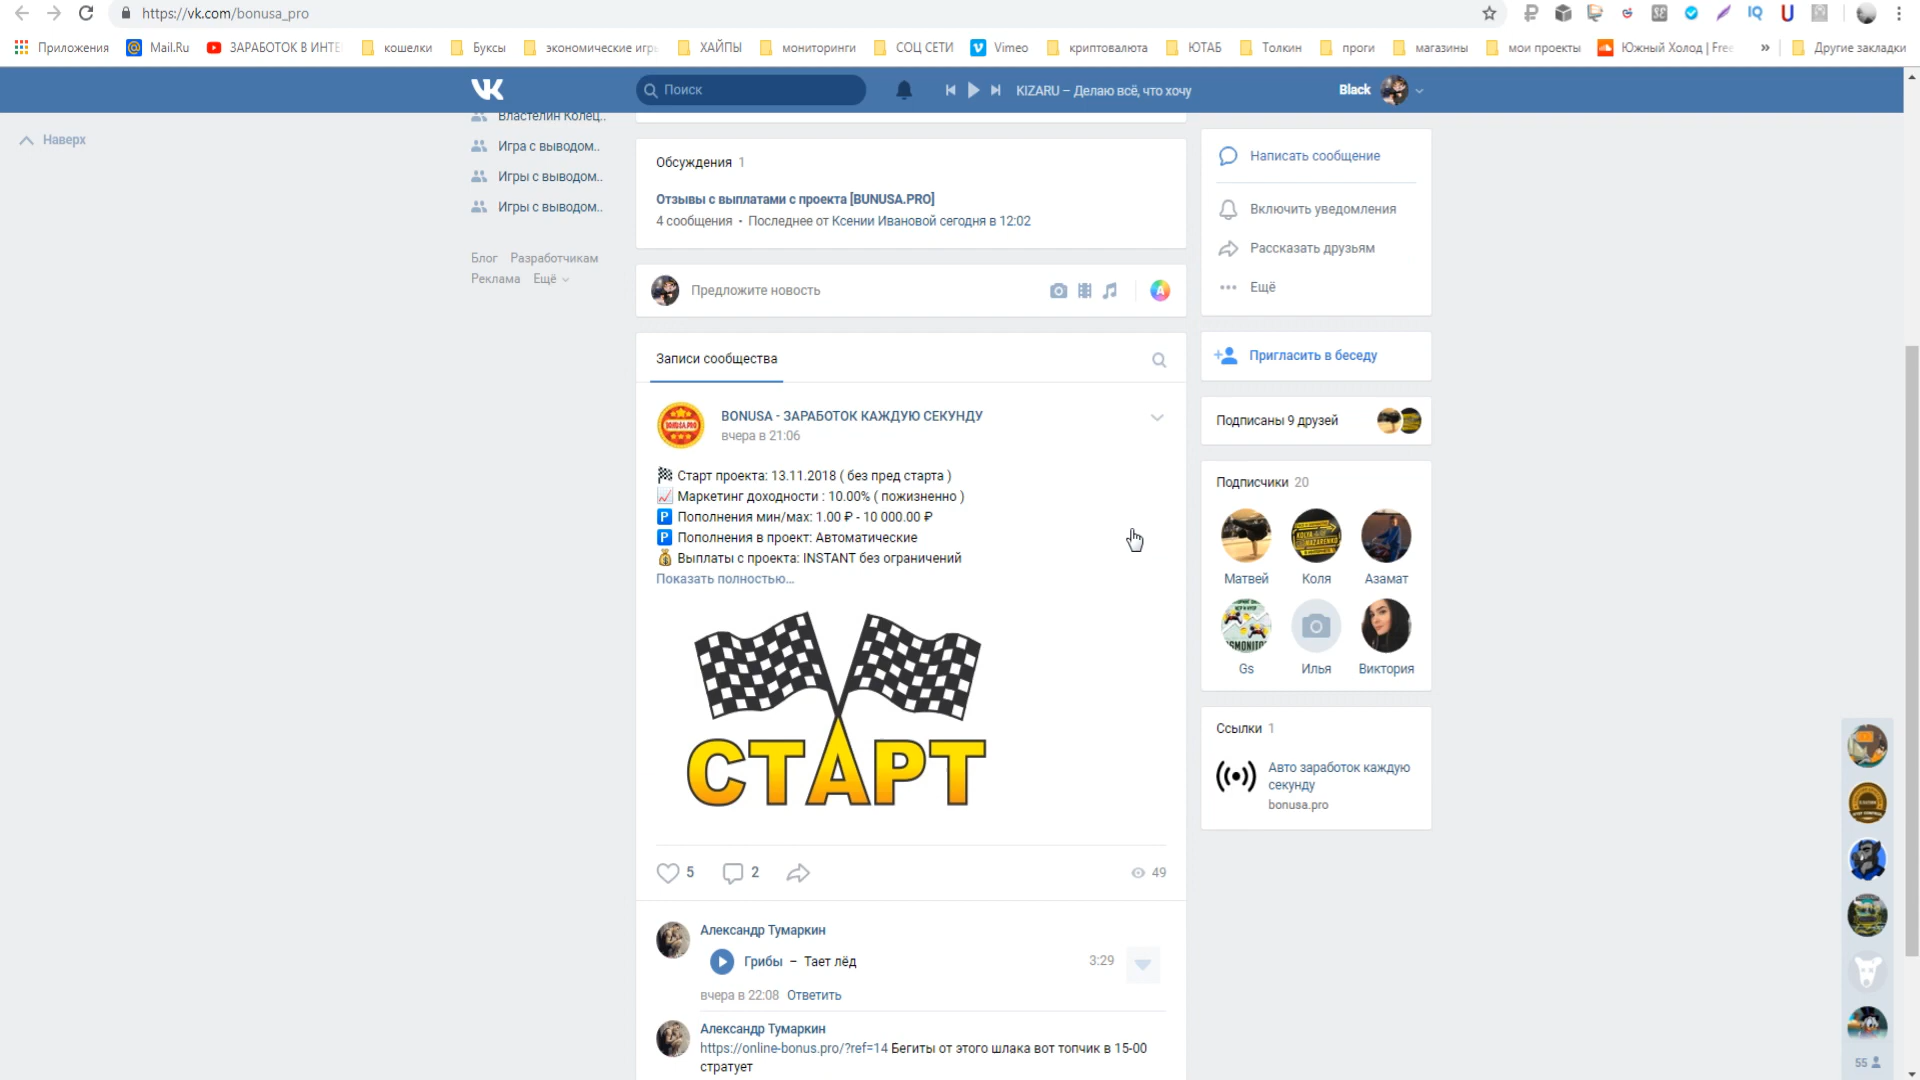 https://vk.com/bonusa_pro
Приложения
Mail.Ru
ЗАРАБОТОК В ИНТЕ
кошелки
Буксы
экономические игры
ХАЙПЫ
мониторинги
СОЦ СЕТИ
Vimeo
криптовалюта
ЮТАБ
Толкин
проги
магазины
мои проекты
Южный Холод | Free
»
Другие закладки
Поиск
KIZARU – Делаю всё, что хочу
Black
Наверх
Властелин Колец..
Игра с выводом..
Игры с выводом..
Игры с выводом..
Блог Разработчикам
Реклама Ещё
Обсуждения 1
Отзывы с выплатами с проекта [BUNUSA.PRO]
4 сообщения • Последнее от Ксении Ивановой сегодня в 12:02
Предложите новость
Записи сообщества
BONUSA.PRO
BONUSA - ЗАРАБОТОК КАЖДУЮ СЕКУНДУ
вчера в 21:06
Старт проекта: 13.11.2018 ( без пред старта )
Маркетинг доходности : 10.00% ( пожизненно )
Пополнения мин/мах: 1.00 ₽ - 10 000.00 ₽
Пополнения в проект: Автоматические
Выплаты с проекта: INSTANT без ограничений
Показать полностью...
СТАРТ
5
2
49
Александр Тумаркин
Грибы – Тает лёд
3:29
вчера в 22:08 Ответить
Александр Тумаркин
https://online-bonus.pro/?ref=14 Бегиты от этого шлака вот топчик в 15-00
стратует
Написать сообщение
Включить уведомления
Рассказать друзьям
Ещё
Пригласить в беседу
Подписаны 9 друзей
Подписчики 20
Матвей
Коля
Азамат
Gs
Илья
Виктория
Ссылки 1
Авто заработок каждую
секунду
bonusa.pro
55